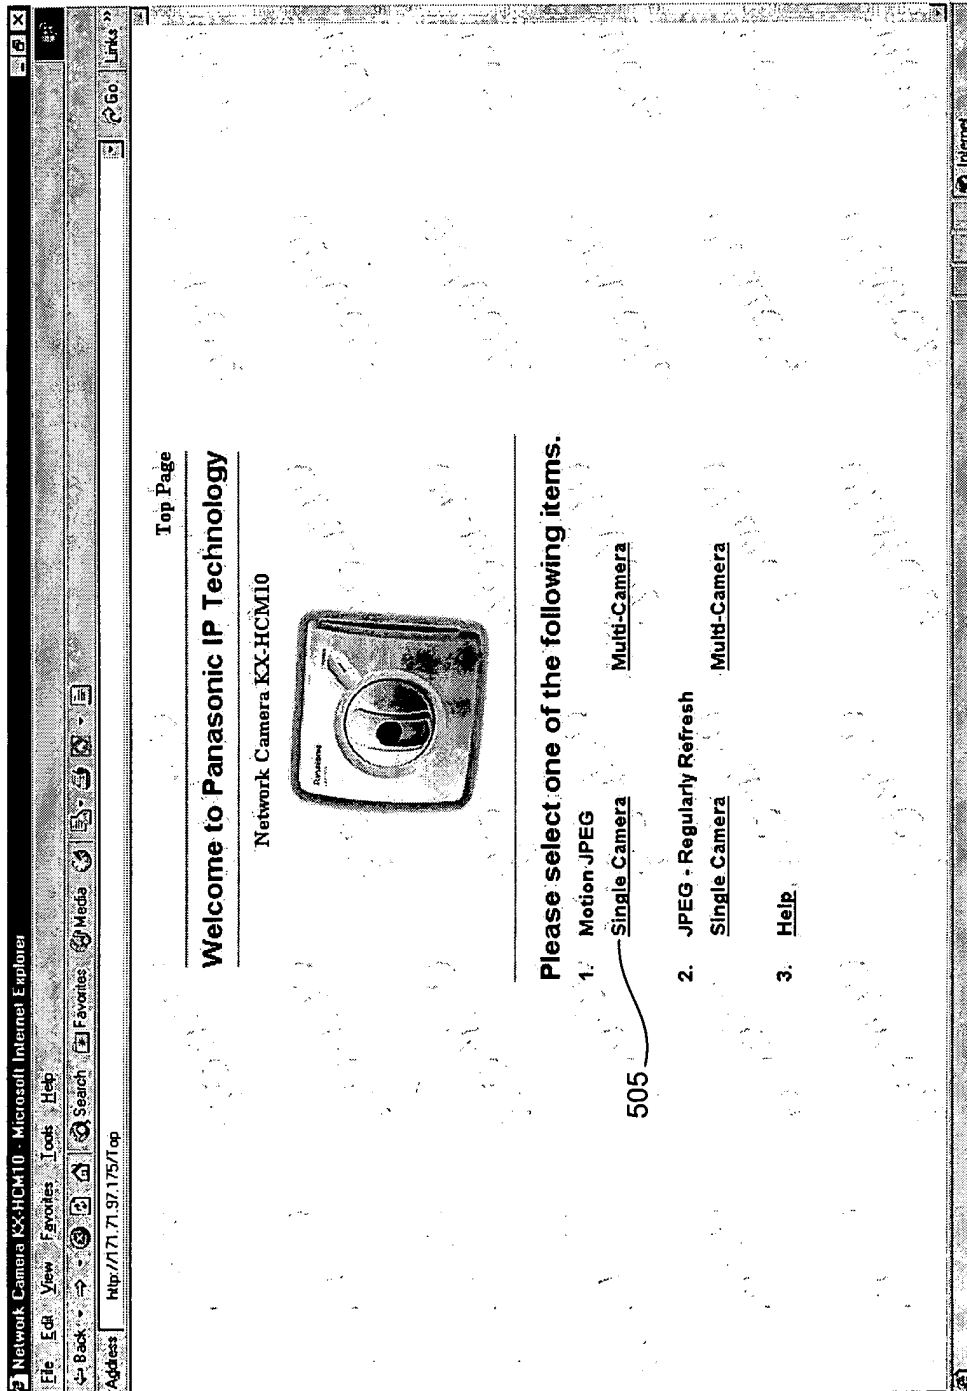 Network Camera KX-HCM10 - Microsoft Internet Explorer
File Edit View Favorites Tools Help
Back Search Favorites Media
Address http://171.71.97.175/Top Go Links »
Top Page
Welcome to Panasonic IP Technology
Network Camera KX-HCM10
Panasonic
Please select one of the following items.
1. Motion JPEG
Single Camera Multi-Camera
505
2. JPEG - Regularly Refresh
Single Camera Multi-Camera
3. Help
Internet